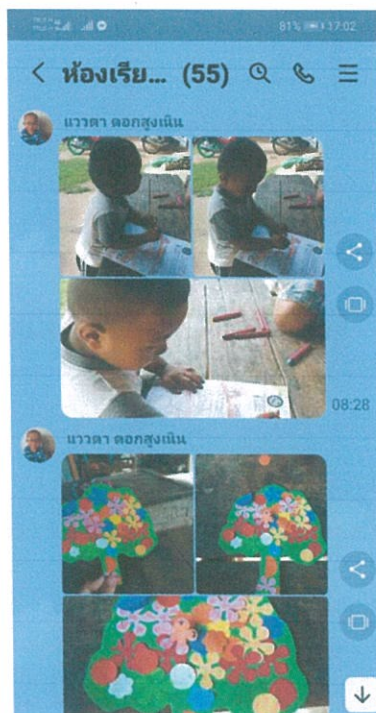 81% 17:02
ห้องเรีย... (55)
แววตา ดอกสูงเนิน
08:28
แววตา ดอกสูงเนิน